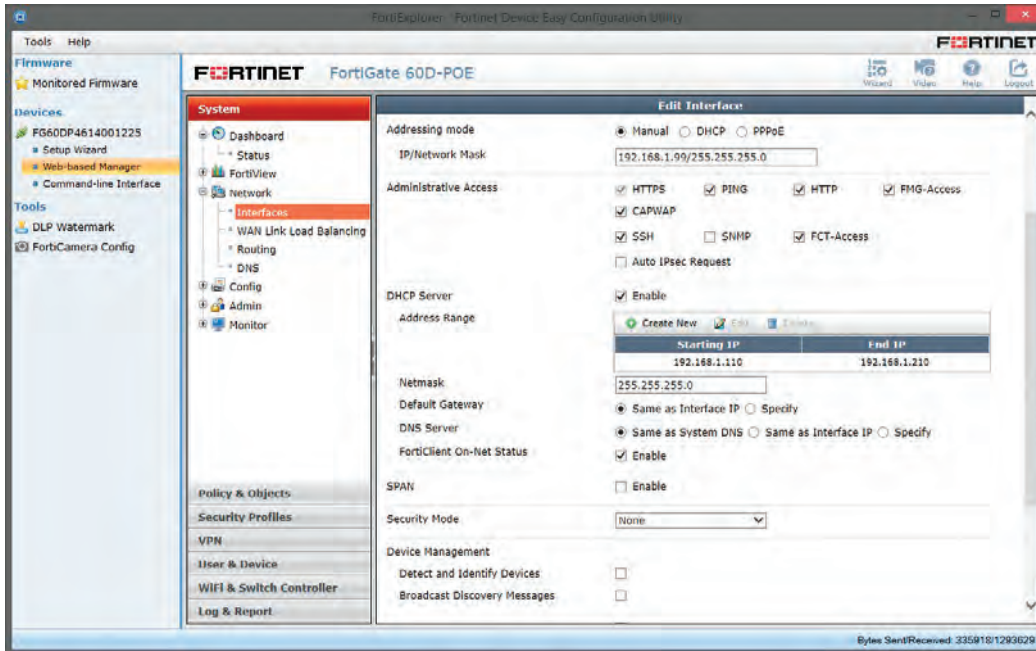 FortiExplorer - Fortinet Device Easy Configuration Utility
Tools Help
FORTINET
Firmware
Monitored Firmware
Devices
FG60DP4614001225
Setup Wizard
Web-based Manager
Command-line Interface
Tools
DLP Watermark
FortiCamera Config
FORTINET FortiGate 60D-POE
Wizard Video Help Logout
System
Dashboard
Status
FortiView
Network
Interfaces
WAN Link Load Balancing
Routing
DNS
Config
Admin
Monitor
Policy & Objects
Security Profiles
VPN
User & Device
WiFi & Switch Controller
Log & Report
Edit Interface
Addressing mode Manual DHCP PPPoE
IP/Network Mask 192.168.1.99/255.255.255.0
Administrative Access HTTPS PING HTTP FMG-Access
CAPWAP
SSH SNMP FCT-Access
Auto IPsec Request
DHCP Server Enable
Address Range Create New Edit Delete
Starting IP End IP
192.168.1.110 192.168.1.210
Netmask 255.255.255.0
Default Gateway Same as Interface IP Specify
DNS Server Same as System DNS Same as Interface IP Specify
FortiClient On-Net Status Enable
SPAN Enable
Security Mode None
Device Management
Detect and Identify Devices
Broadcast Discovery Messages
Bytes Sent/Received: 335918/1293629